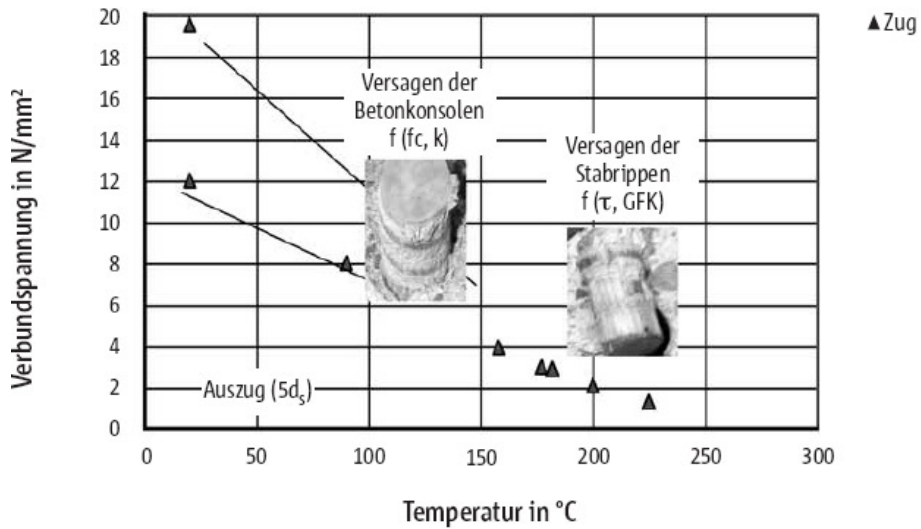 ▲ Zug
Verbundspannung in N/mm²
20
18
16
14
12
10
8
6
4
2
0
Versagen der
Betonkonsolen
f (fc, k)
Versagen der
Stabrippen
f (τ, GFK)
Auszug (5dₛ)
0 50 100 150 200 250 300
Temperatur in °C